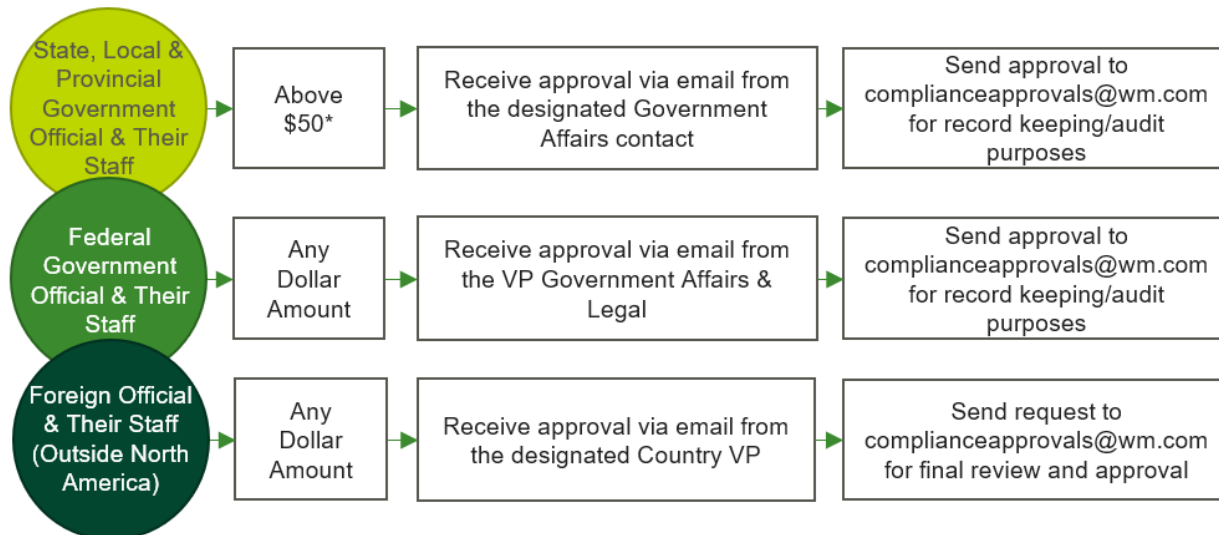 State, Local &
Provincial
Government
Official & Their
Staff
Above
$50*
Receive approval via email from
the designated Government
Affairs contact
Send approval to
complianceapprovals@wm.com
for record keeping/audit
purposes
Federal
Government
Official & Their
Staff
Any
Dollar
Amount
Receive approval via email from
the VP Government Affairs &
Legal
Send approval to
complianceapprovals@wm.com
for record keeping/audit
purposes
Foreign Official
& Their Staff
(Outside North
America)
Any
Dollar
Amount
Receive approval via email from
the designated Country VP
Send request to
complianceapprovals@wm.com
for final review and approval